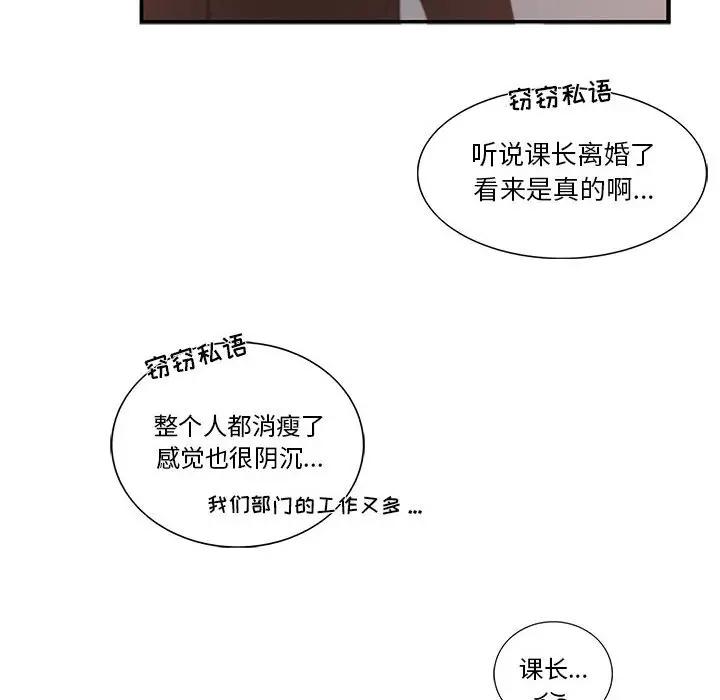 窃窃私语
听说课长离婚了
看来是真的啊...
窃窃私语
整个人都消瘦了
感觉也很阴沉...
我们部门的工作又多...
课长...